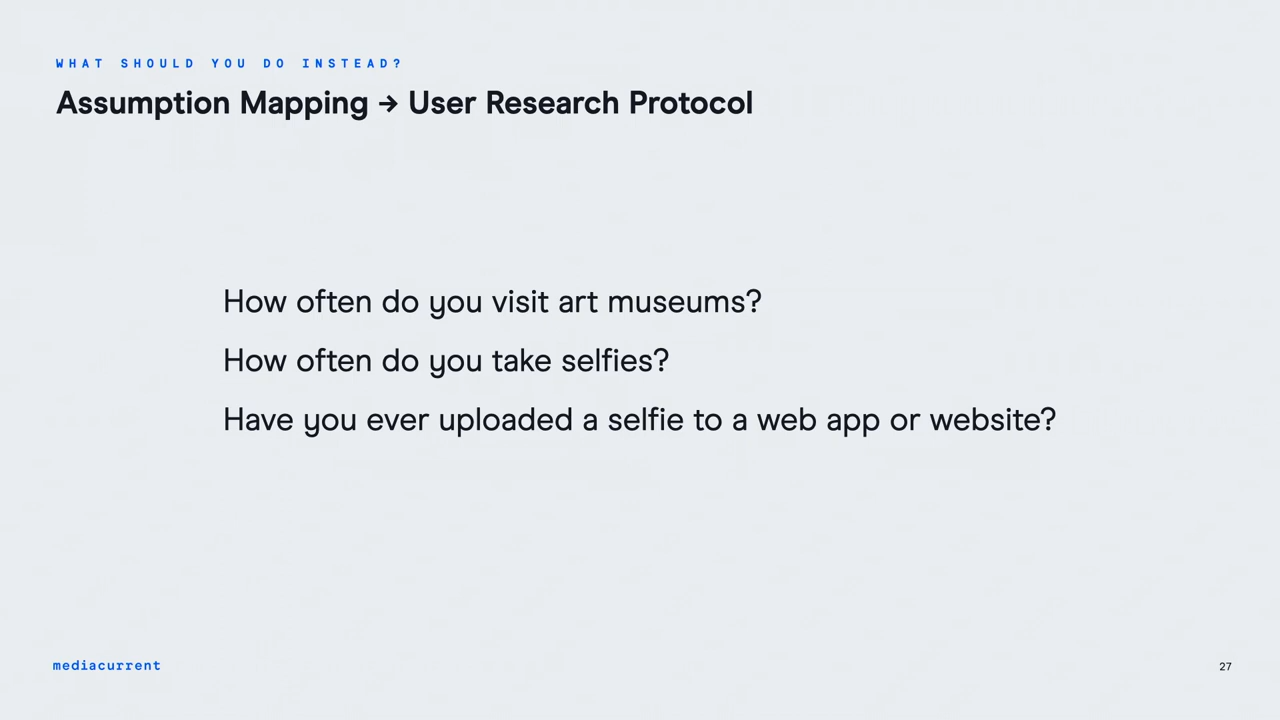 WHAT SHOULD YOU DO INSTEAD?
Assumption Mapping → User Research Protocol
How often do you visit art museums?
How often do you take selfies?
Have you ever uploaded a selfie to a web app or website?
mediacurrent
27